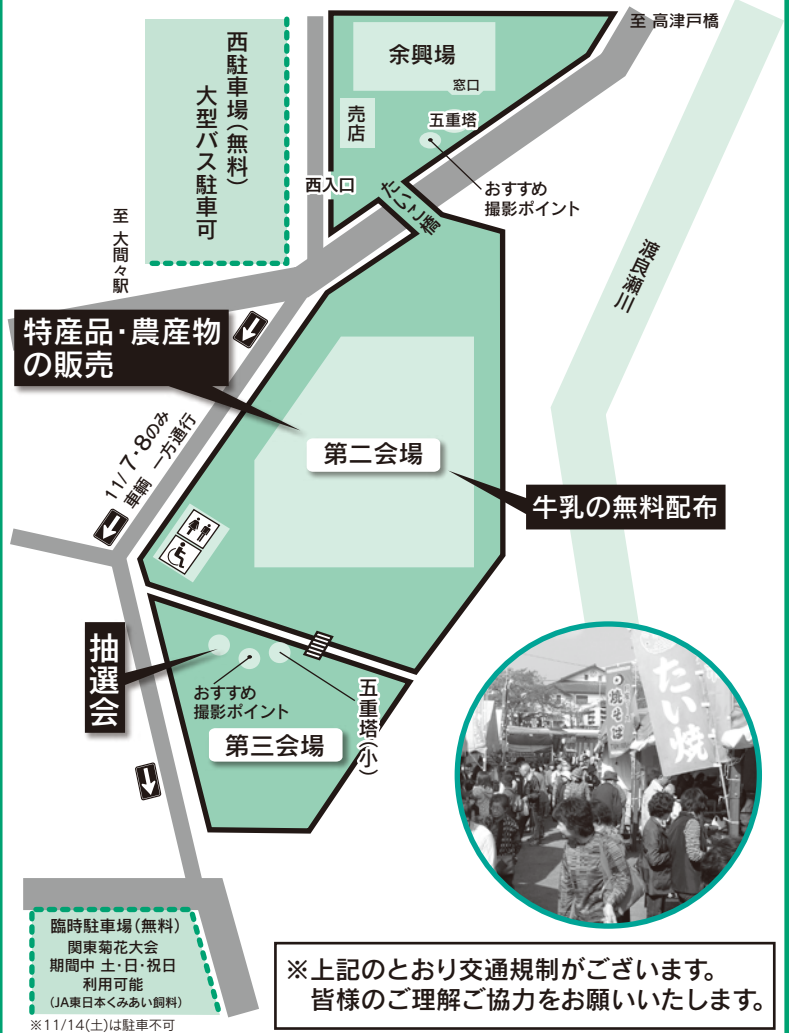 至 高津戸橋
西駐車場(無料)
大型バス駐車可
余興場
窓口
売店
五重塔
西入口
たいこ橋
おすすめ
撮影ポイント
至 大間々駅
渡良瀬川
特産品・農産物
の販売
11/7・8のみ
車輌 一方通行
第二会場
牛乳の無料配布
抽選会
おすすめ
撮影ポイント
五重塔(小)
第三会場
焼そば
たい焼
臨時駐車場(無料)
関東菊花大会
期間中 土・日・祝日
利用可能
(JA東日本くみあい飼料)
※11/14(土)は駐車不可
※上記のとおり交通規制がございます。
皆様のご理解ご協力をお願いいたします。